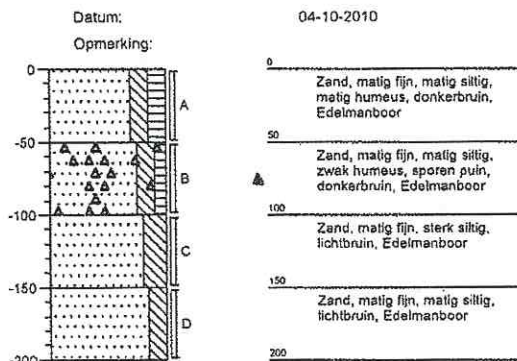 Datum: 04-10-2010
Opmerking:
0
-50
-100
-150
-200
A
B
C
D
0
Zand, matig fijn, matig siltig,
matig humeus, donkerbruin,
Edelmanboor
50
Zand, matig fijn, matig siltig,
zwak humeus, sporen puin,
donkerbruin, Edelmanboor
100
Zand, matig fijn, sterk siltig,
lichtbruin, Edelmanboor
150
Zand, matig fijn, matig siltig,
lichtbruin, Edelmanboor
200